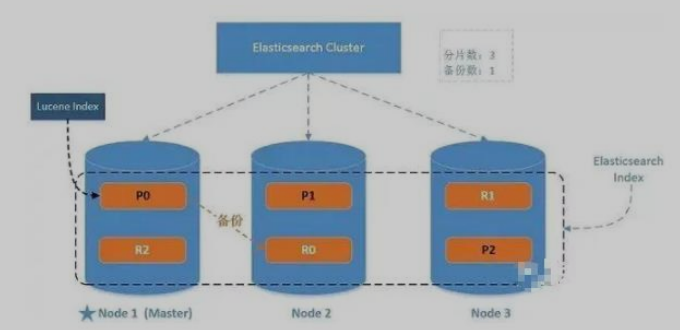 Elasticsearch Cluster
分片数：3
备份数：1
Lucene Index
Elasticsearch
Index
P0
P1
R1
备份
R2
R0
P2
Node 1 (Master)
Node 2
Node 3